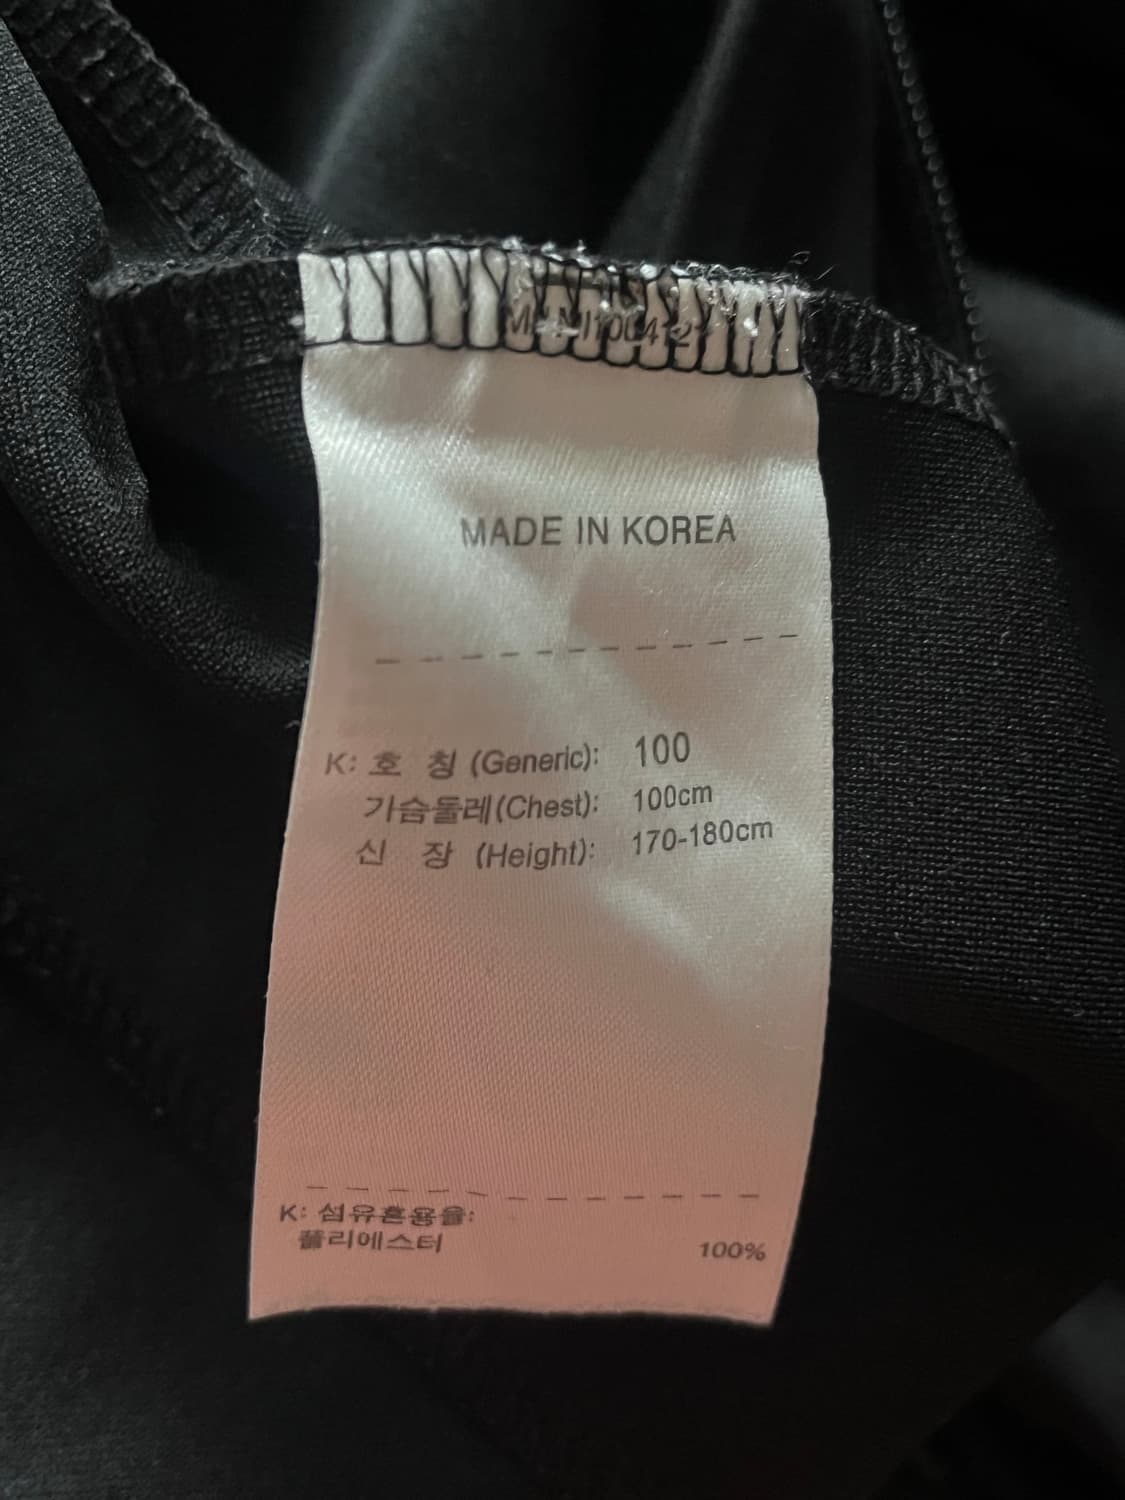 MADE IN KOREA
K: 호 칭 (Generic): 100
가슴둘레(Chest): 100cm
신 장 (Height): 170-180cm
K: 섬유혼용율:
폴리에스터 100%